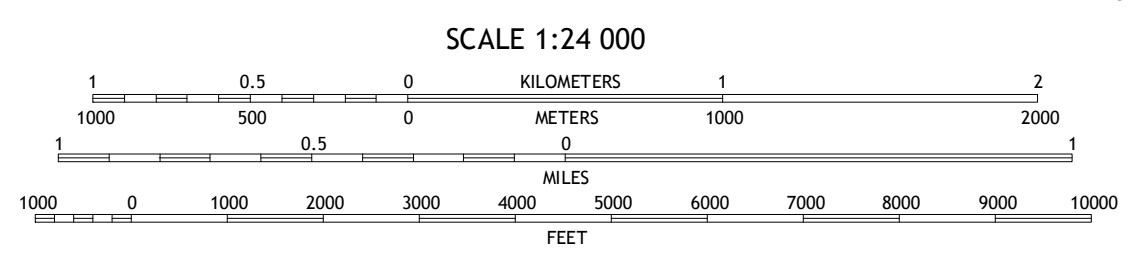 SCALE 1:24 000
1 0.5 0 KILOMETERS 1 2
1000 500 0 METERS 1000 2000
1 0.5 0 1
MILES
1000 0 1000 2000 3000 4000 5000 6000 7000 8000 9000 10000
FEET